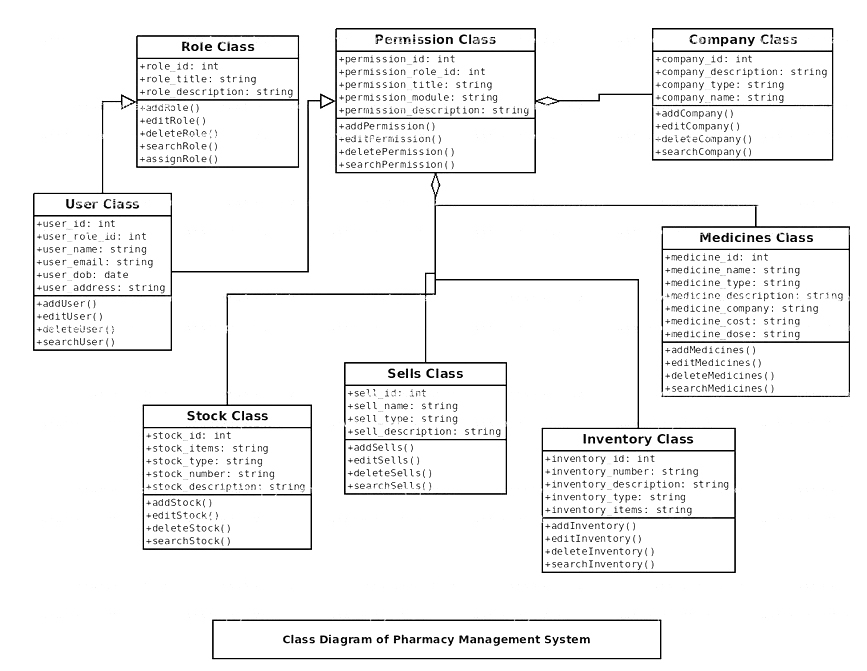 Role Class
+role_id: int
+role_title: string
+role_description: string
+addRole()
+editRole()
+deleteRole()
+searchRole()
+assignRole()
Permission Class
+permission_id: int
+permission_role_id: int
+permission_title: string
+permission_module: string
+permission_description: string
+addPermission()
+editPermission()
+deletePermission()
+searchPermission()
Company Class
+company_id: int
+company_description: string
+company_type: string
+company_name: string
+addCompany()
+editCompany()
+deleteCompany()
+searchCompany()
User Class
+user_id: int
+user_role_id: int
+user_name: string
+user_email: string
+user_dob: date
+user_address: string
+addUser()
+editUser()
+deleteUser()
+searchUser()
Medicines Class
+medicine_id: int
+medicine_name: string
+medicine_type: string
+medicine_description: string
+medicine_company: string
+medicine_cost: string
+medicine_dose: string
+addMedicines()
+editMedicines()
+deleteMedicines()
+searchMedicines()
Sells Class
+sell_id: int
+sell_name: string
+sell_type: string
+sell_description: string
+addSells()
+editSells()
+deleteSells()
+searchSells()
Stock Class
+stock_id: int
+stock_items: string
+stock_type: string
+stock_number: string
+stock_description: string
+addStock()
+editStock()
+deleteStock()
+searchStock()
Inventory Class
+inventory_id: int
+inventory_number: string
+inventory_description: string
+inventory_type: string
+inventory_items: string
+addInventory()
+editInventory()
+deleteInventory()
+searchInventory()
Class Diagram of Pharmacy Management System